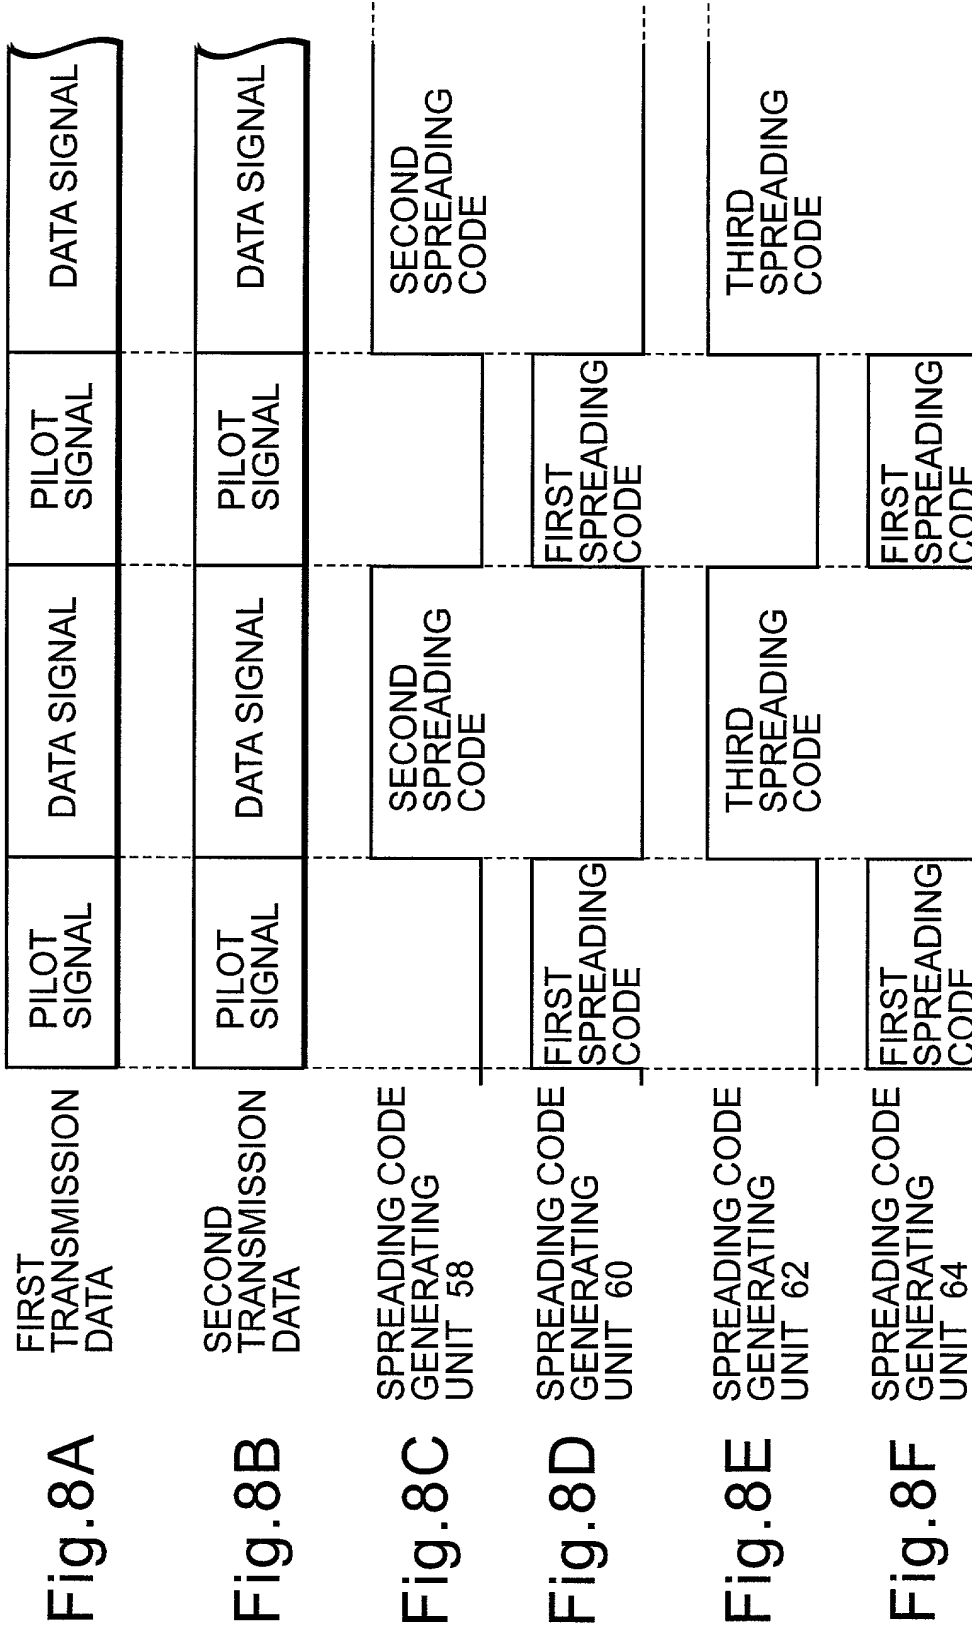 Fig.8A
FIRST
TRANSMISSION
DATA
PILOT
SIGNAL
DATA SIGNAL
PILOT
SIGNAL
DATA SIGNAL
Fig.8B
SECOND
TRANSMISSION
DATA
PILOT
SIGNAL
DATA SIGNAL
PILOT
SIGNAL
DATA SIGNAL
Fig.8C
SPREADING CODE
GENERATING
UNIT 58
SECOND
SPREADING
CODE
SECOND
SPREADING
CODE
Fig.8D
SPREADING CODE
GENERATING
UNIT 60
FIRST
SPREADING
CODE
FIRST
SPREADING
CODE
Fig.8E
SPREADING CODE
GENERATING
UNIT 62
THIRD
SPREADING
CODE
THIRD
SPREADING
CODE
Fig.8F
SPREADING CODE
GENERATING
UNIT 64
FIRST
SPREADING
CODE
FIRST
SPREADING
CODE